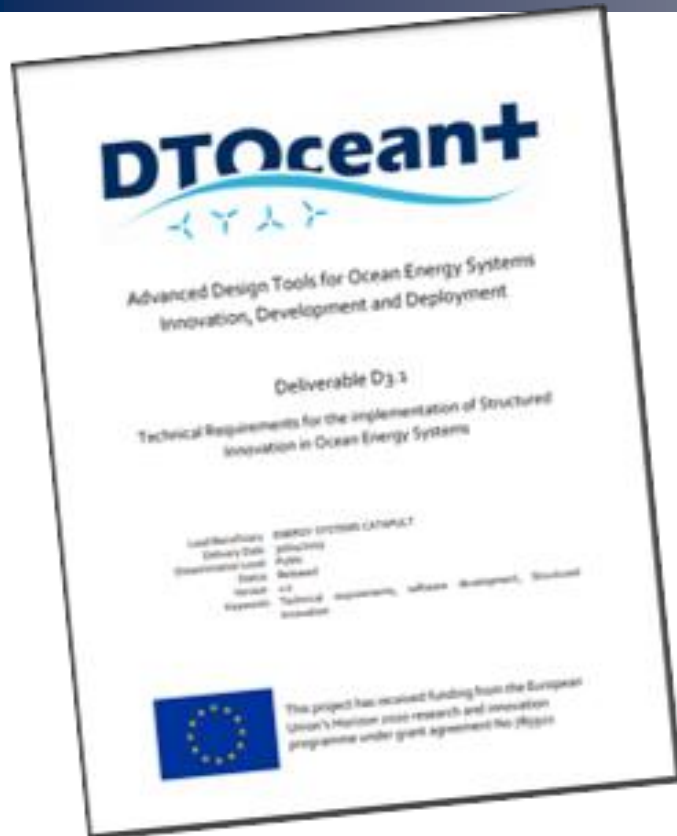 DTOcean+
Advanced Design Tools for Ocean Energy Systems
Innovation, Development and Deployment
Deliverable D3.1
Technical Requirements for the implementation of Structured
Innovation in Ocean Energy Systems
Lead Beneficiary ENERGY SYSTEMS CATAPULT
Delivery Date
Dissemination Level Public
Status Released
Version
Keywords Technical requirements, software development, Structured
Innovation
This project has received funding from the European
Union's Horizon 2020 research and innovation
programme under grant agreement No